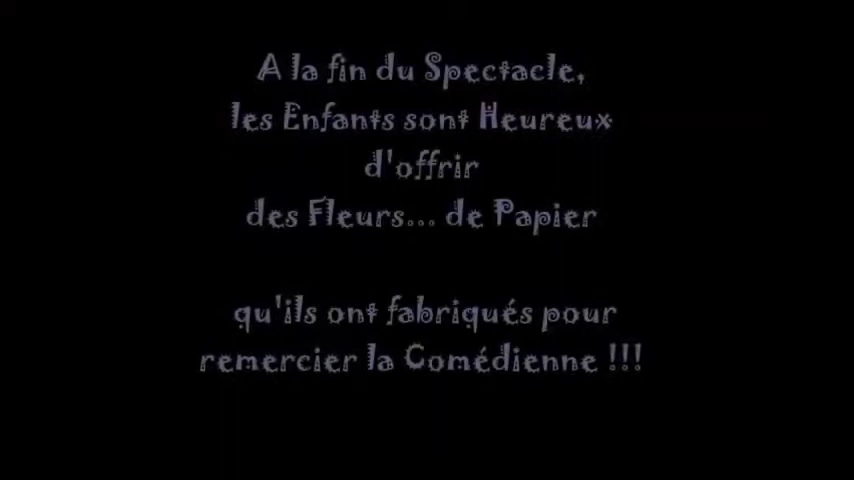 A la fin du Spectacle,
les Enfants sont Heureux
d'offrir
des Fleurs... de Papier
qu'ils ont fabriqués pour
remercier la Comédienne !!!